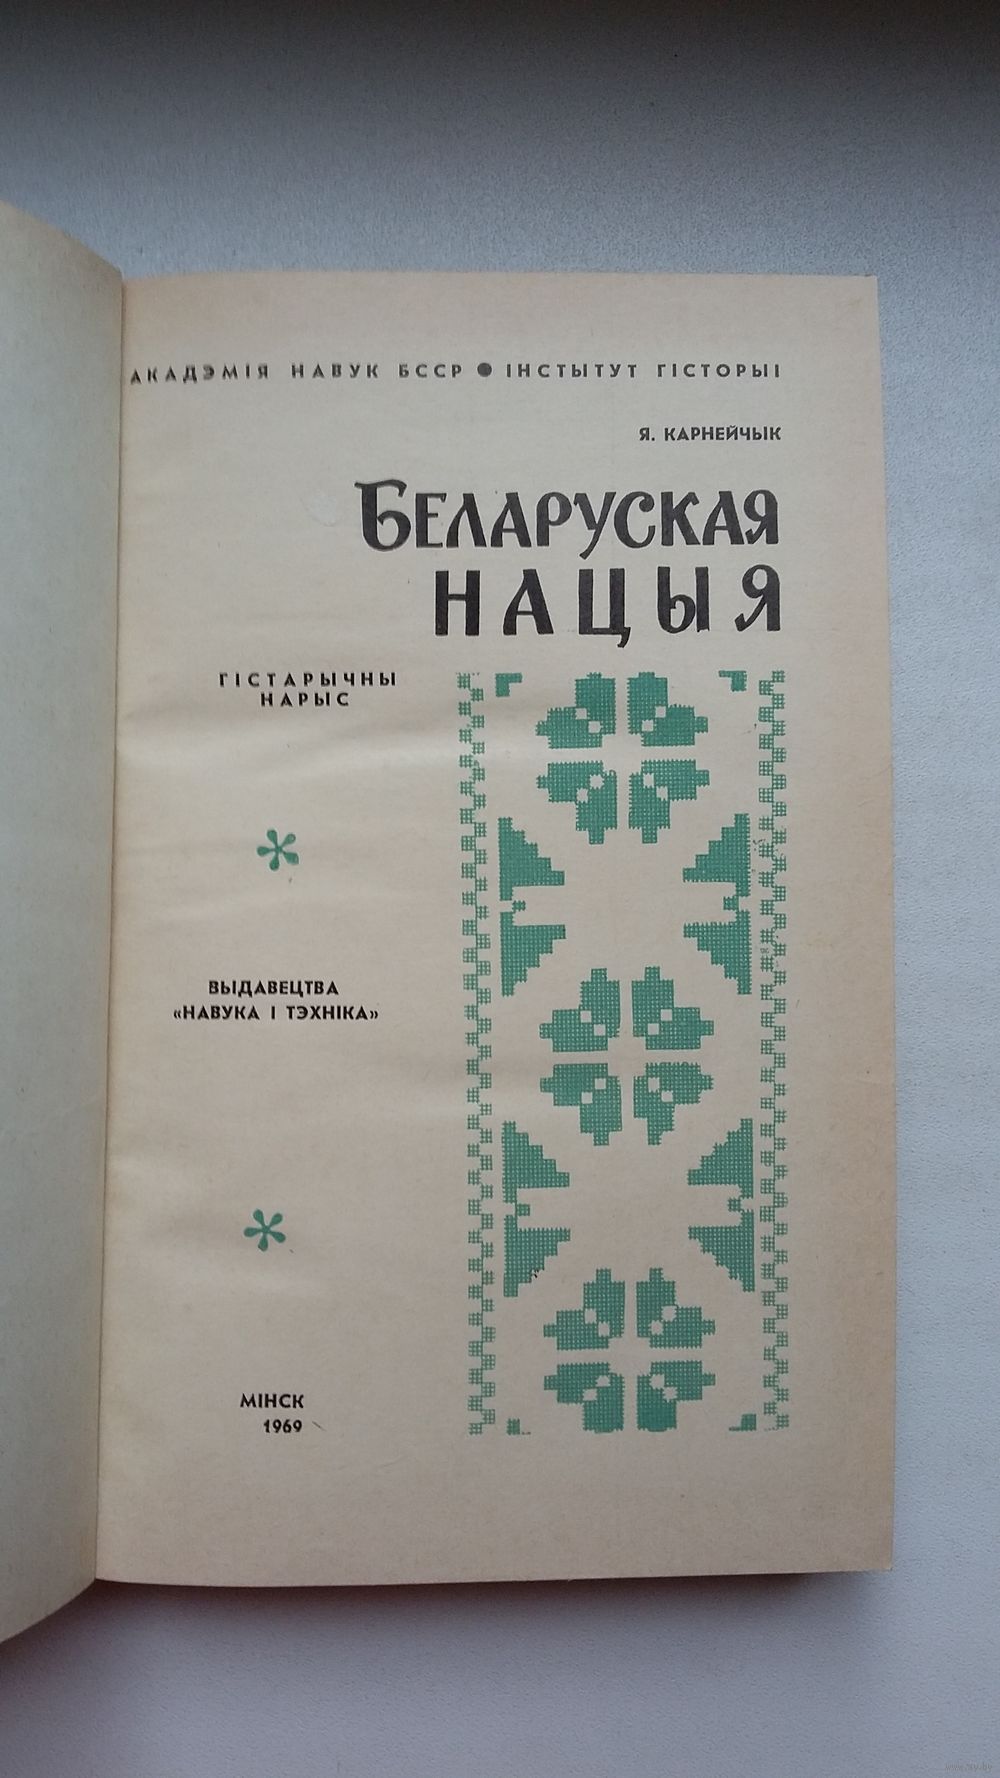 АКАДЭМІЯ НАВУК БССР ● ІНСТЫТУТ ГІСТОРЫІ
Я. КАРНЕЙЧЫК
БЕЛАРУСКАЯ
НАЦЫЯ
ГІСТАРЫЧНЫ
НАРЫС
ВЫДАВЕЦТВА
«НАВУКА І ТЭХНІКА»
МІНСК
1969